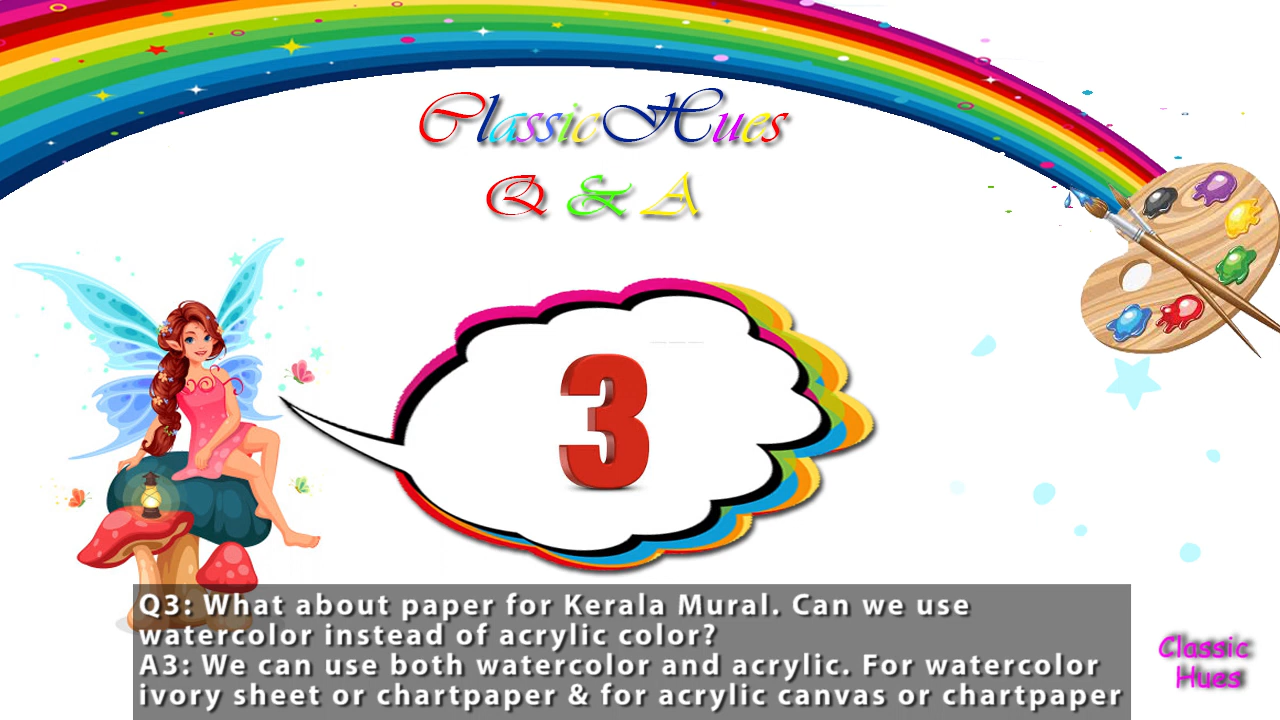 ClassicHues
Q & A
3
Q3: What about paper for Kerala Mural. Can we use
watercolor instead of acrylic color?
A3: We can use both watercolor and acrylic. For watercolor
ivory sheet or chartpaper & for acrylic canvas or chartpaper
Classic
Hues